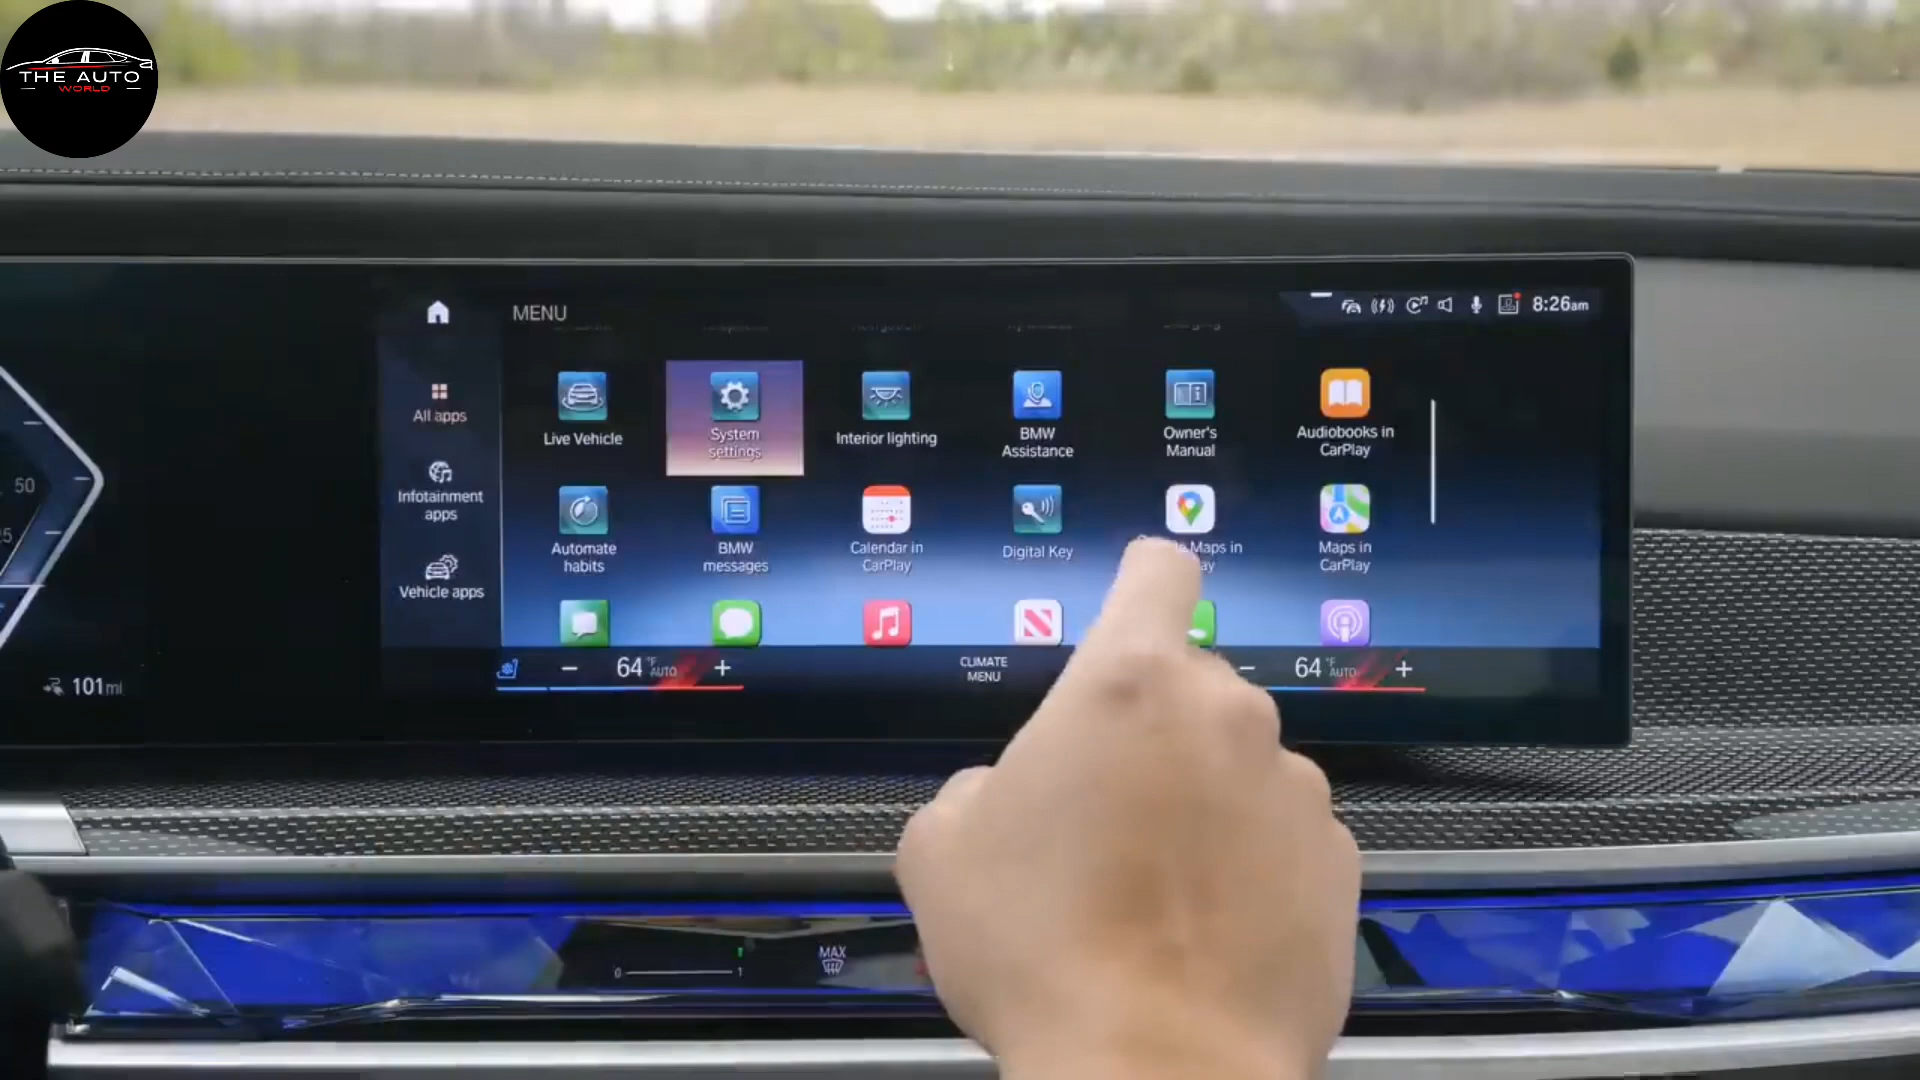 THE AUTO
WORLD
MENU
8:26am
All apps
Infotainment
apps
Vehicle apps
Live Vehicle
System
settings
Interior lighting
BMW
Assistance
Owner's
Manual
Audiobooks in
CarPlay
Automate
habits
BMW
messages
Calendar in
CarPlay
Digital Key
Maps in
Maps in
CarPlay
50
101mi
64°F
AUTO
CLIMATE
MENU
64°F
AUTO
0
1
MAX